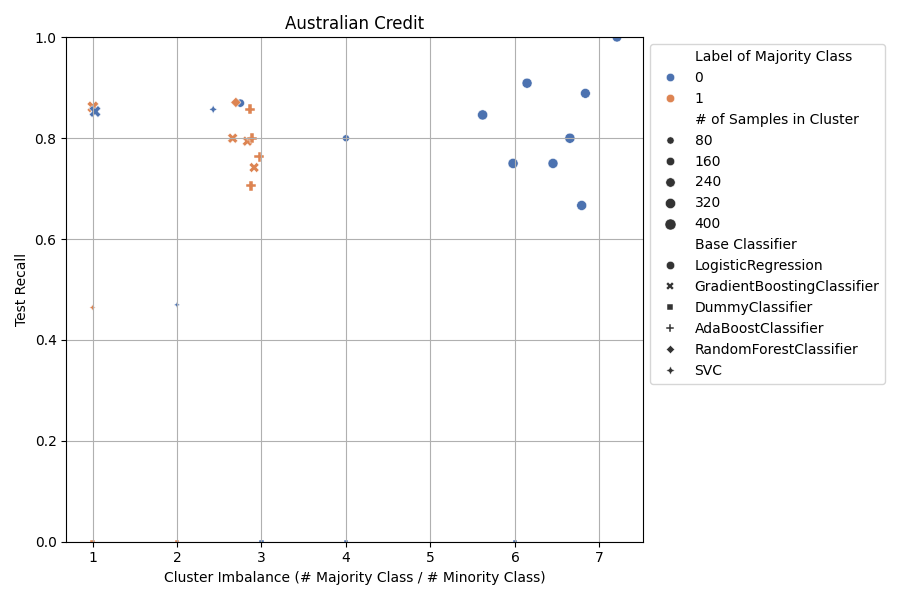 Australian Credit
Test Recall
1.0
0.8
0.6
0.4
0.2
0.0
1 2 3 4 5 6 7
Cluster Imbalance (# Majority Class / # Minority Class)
Label of Majority Class
0
1
# of Samples in Cluster
80
160
240
320
400
Base Classifier
LogisticRegression
GradientBoostingClassifier
DummyClassifier
AdaBoostClassifier
RandomForestClassifier
SVC